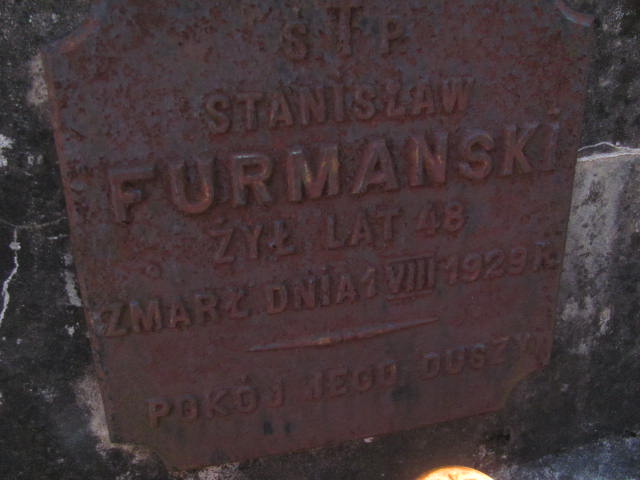 S † P
STANISŁAW
FURMANSKI
ŻYŁ LAT 48
ZMARŁ DNIA 1 VIII 1929 R.
POKÓJ JEGO DUSZY